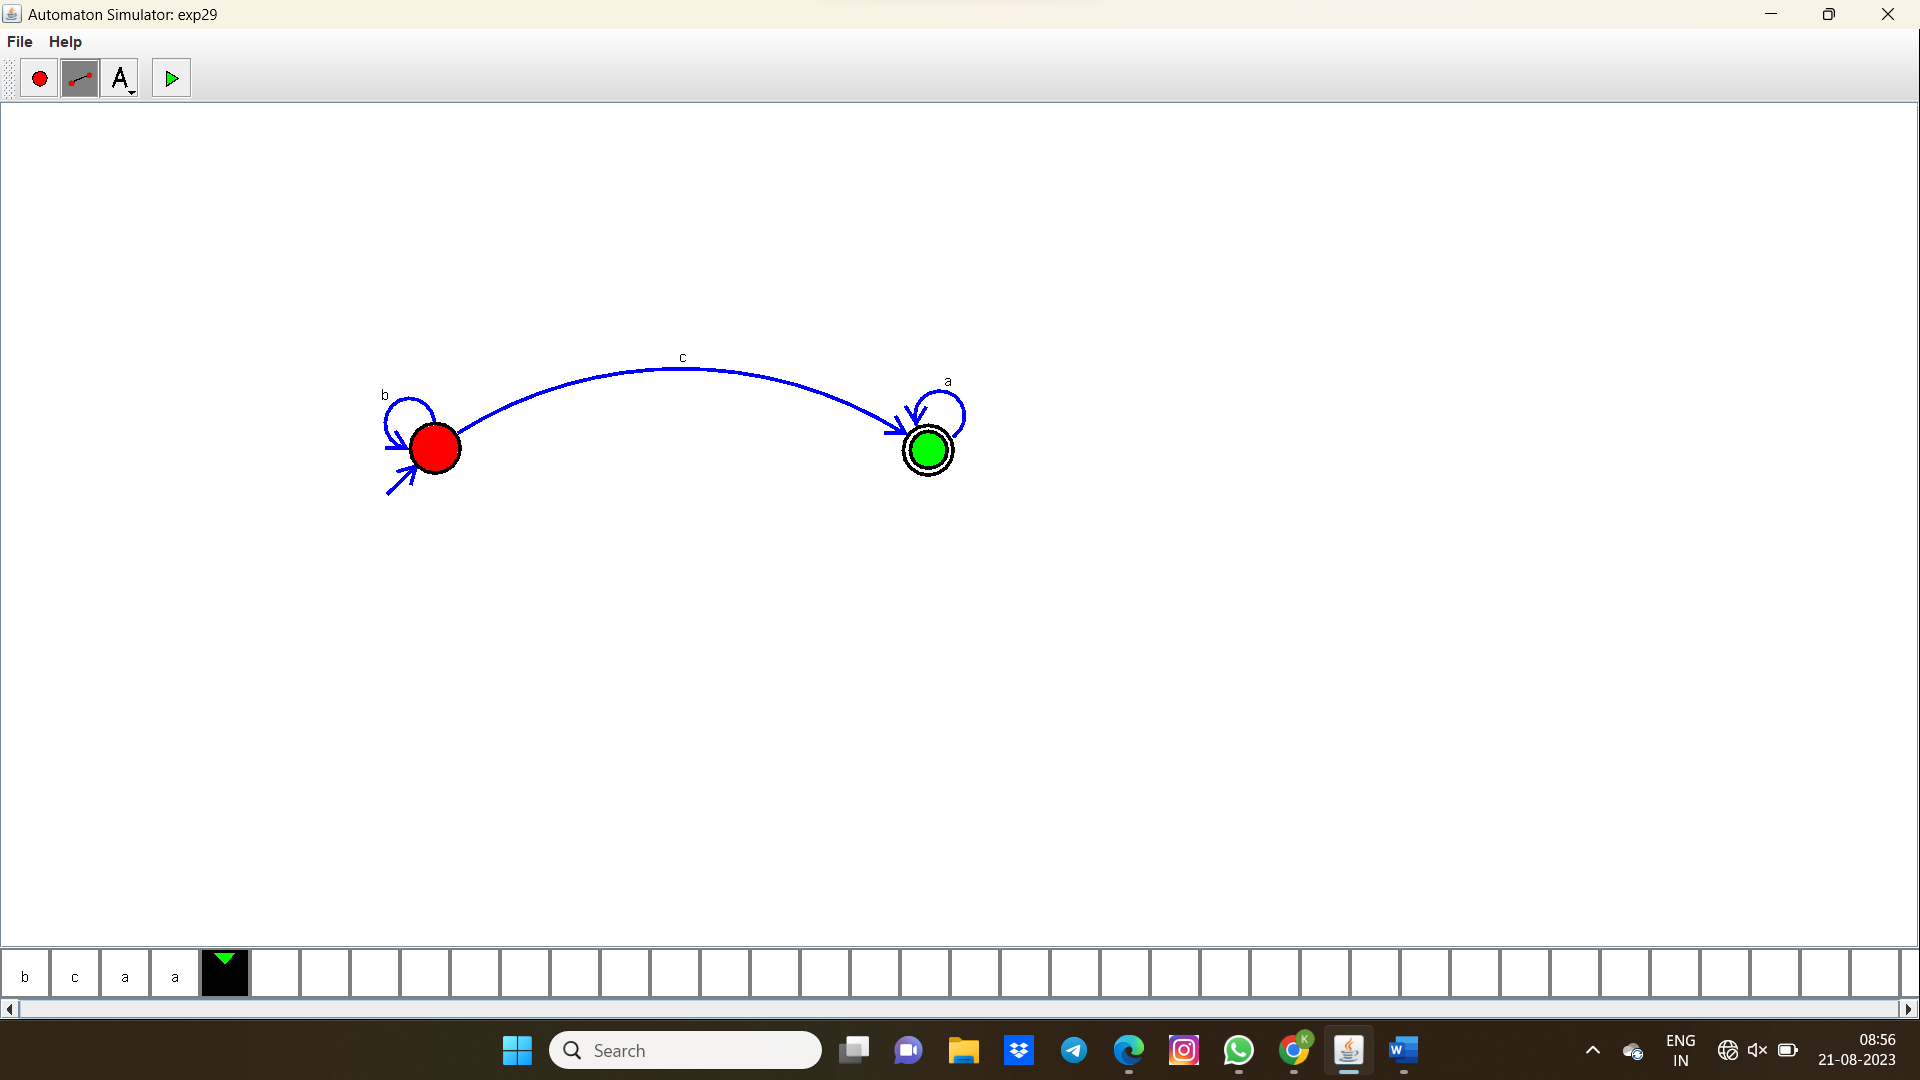 Automaton Simulator: exp29
File Help
A
c
a
b
b c a a
Search
K
W
ENG
IN
08:56
21-08-2023